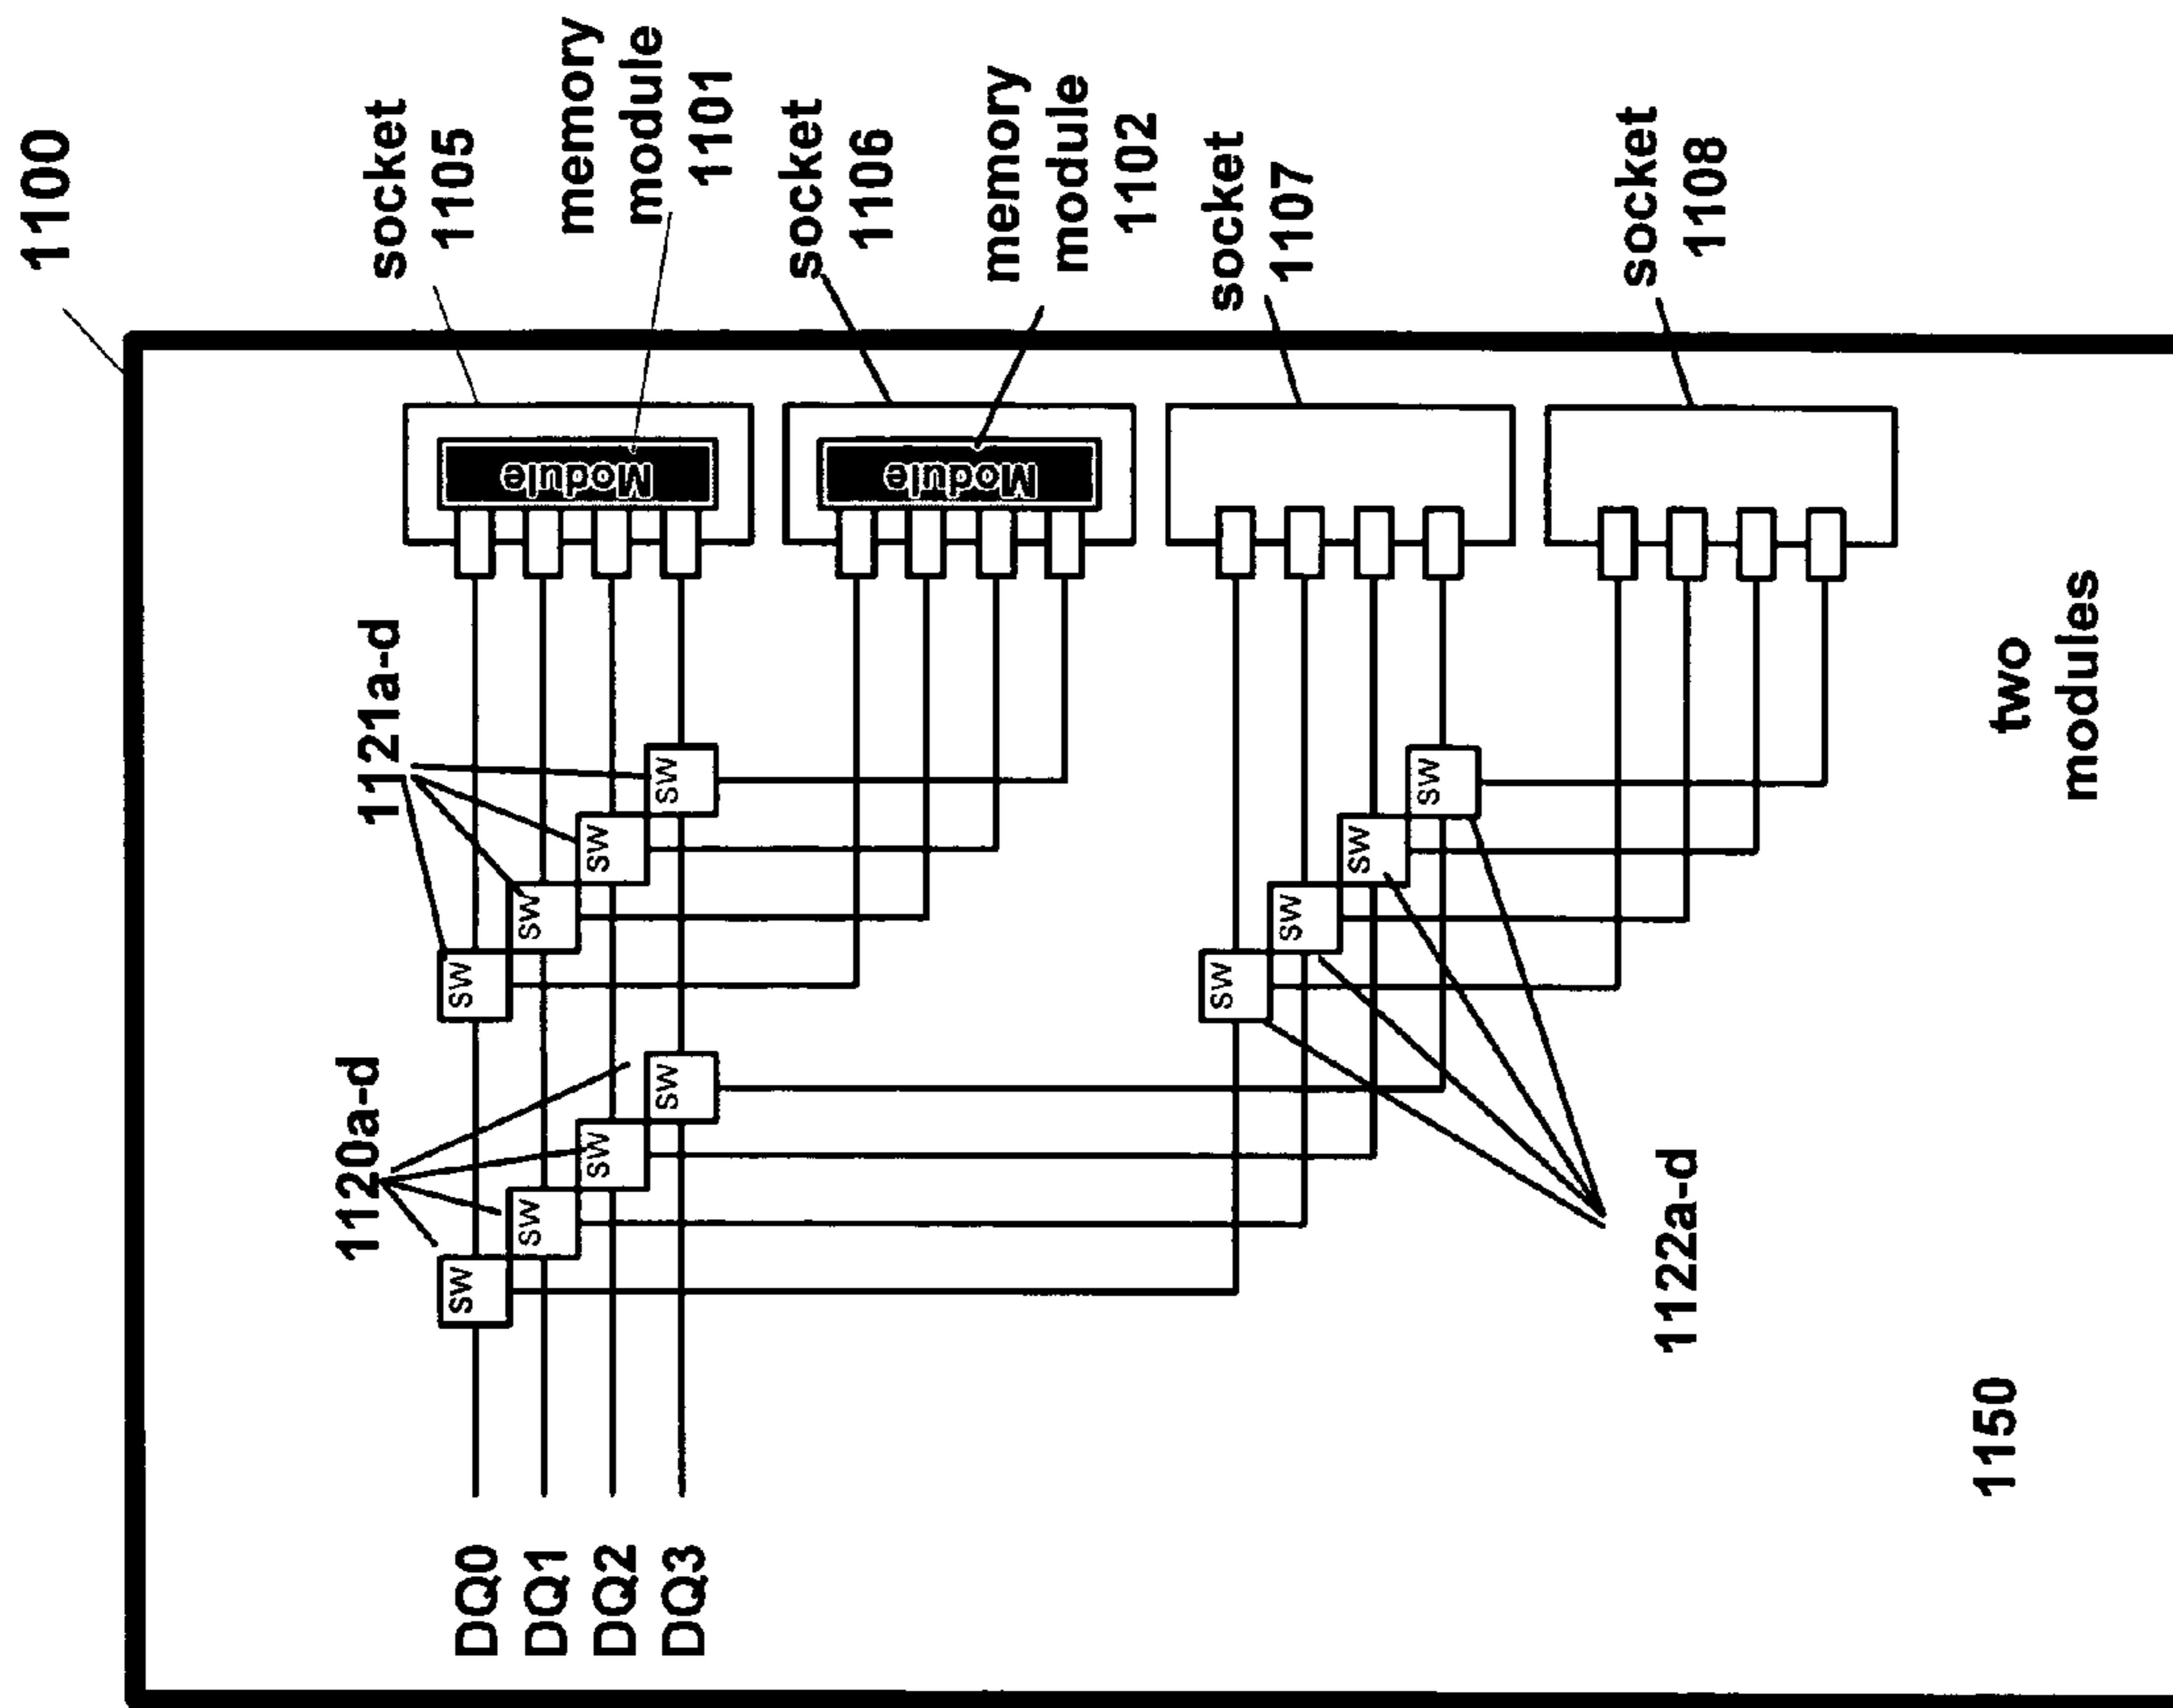 1100
socket
1105
memory
module
1101
socket
1106
memory
module
1102
socket
1107
socket
1108
Module
Module
1121a-d
SW
SW
SW
SW
1120a-d
SW
SW
SW
SW
SW
SW
SW
SW
1122a-d
DQ0
DQ1
DQ2
DQ3
two
modules
1150